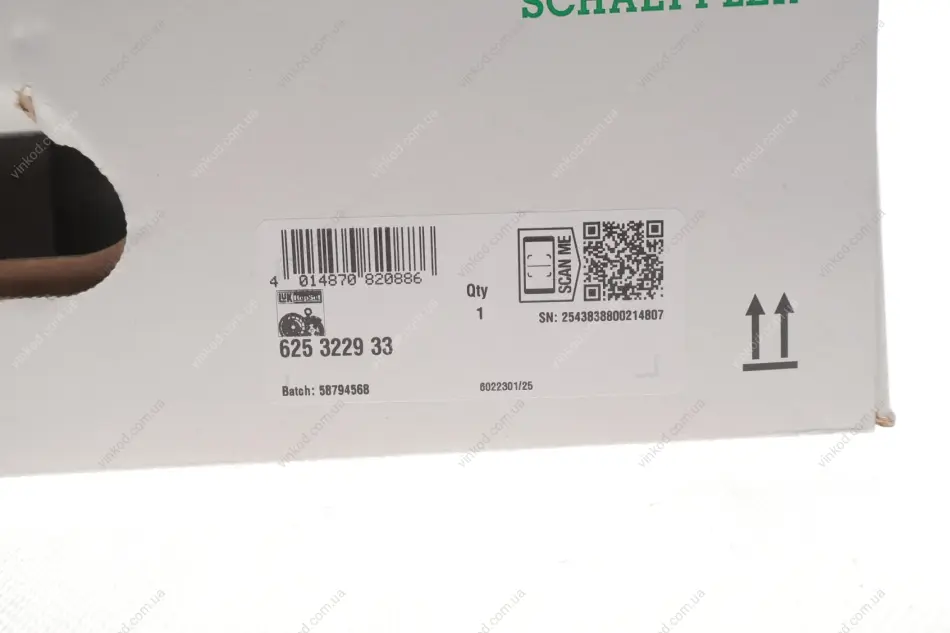 SCHAEFFLER
4 014870 820886
LUK
Qty
1
SCAN ME
SN: 2543838800214807
625 3229 33
Batch: 58794568
6022301/25
vinkod.com.ua